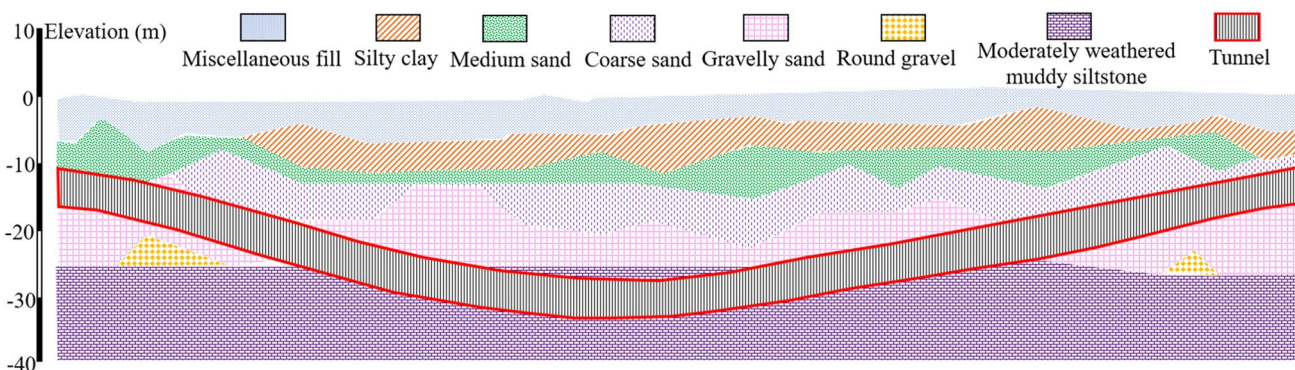 10
Elevation (m)
Miscellaneous fill
Silty clay
Medium sand
Coarse sand
Gravelly sand
Round gravel
Moderately weathered
muddy siltstone
Tunnel
0
-10
-20
-30
-40